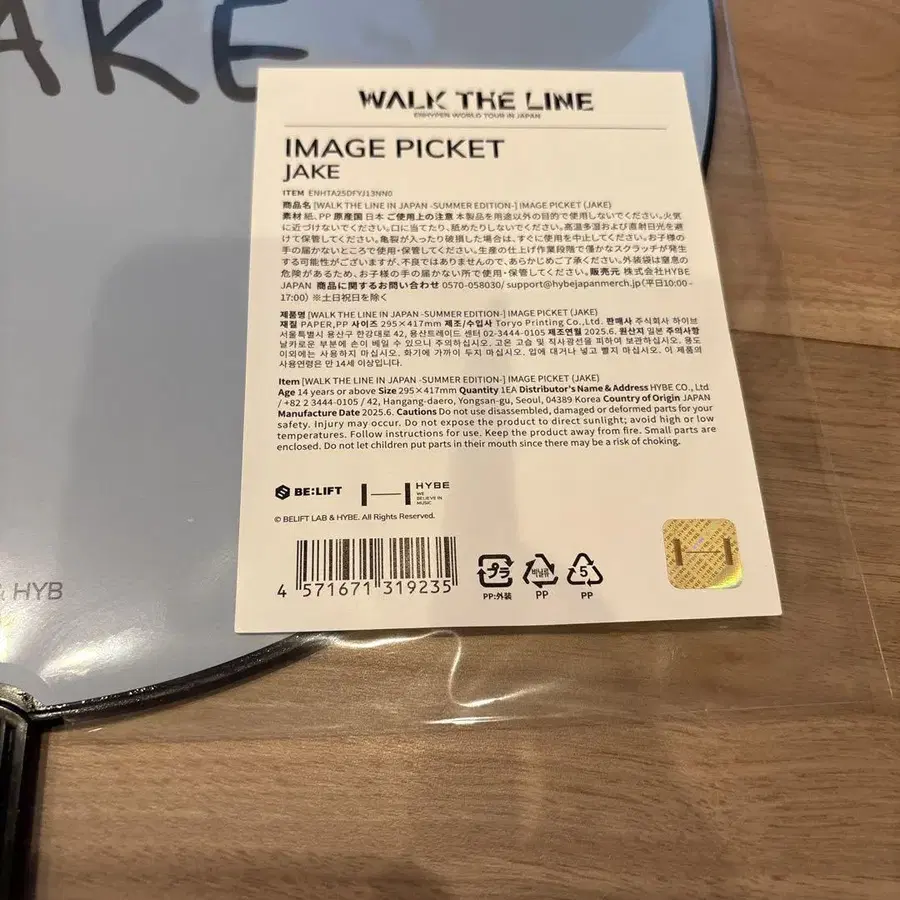 AKE
WALK THE LINE
ENHYPEN WORLD TOUR IN JAPAN
IMAGE PICKET
JAKE
ITEM ENHTA25DFYJ13NN0
商品名 [WALK THE LINE IN JAPAN -SUMMER EDITION-] IMAGE PICKET (JAKE)
素材 紙、PP 原産国 日本 ご使用上の注意 本製品を用途以外の目的で使用しないでください。火気
に近づけないでください。口に当てたり、舐めたりしないでください。高温多湿および直射日光を避
けて保管してください。亀裂が入ったり破損した場合は、すぐに使用を中止してください。お子様の
手の届かないところで使用・保管してください。生産の仕上げ作業段階で僅かなスクラッチが発生
する可能性がございますが、不良ではありませんので、あらかじめご了承ください。外装袋は窒息の
危険があるため、お子様の手の届かない所で使用・保管してください。販売元 株式会社HYBE
JAPAN 商品に関するお問い合わせ 0570-058030/ support@hybejapanmerch.jp(平日10:00-
17:00) ※土日祝日を除く
제품명 [WALK THE LINE IN JAPAN -SUMMER EDITION-] IMAGE PICKET (JAKE)
재질 PAPER,PP 사이즈 295×417mm 제조/수입사 Toryo Printing Co.,Ltd. 판매사 주식회사 하이브
서울특별시 용산구 한강대로 42, 용산트레이드 센터 02-3444-0105 제조연월 2025.6. 원산지 일본 주의사항
날카로운 부분에 손이 베일 수 있으니 주의하십시오. 고온 고습 및 직사광선을 피하여 보관하십시오. 용도
이외에는 사용하지 마십시오. 화기에 가까이 두지 마십시오. 입에 대거나 넣고 빨지 마십시오. 이 제품의
사용연령은 만 14세 이상입니다.
Item [WALK THE LINE IN JAPAN -SUMMER EDITION-] IMAGE PICKET (JAKE)
Age 14 years or above Size 295×417mm Quantity 1EA Distributor's Name & Address HYBE CO., Ltd
/ +82 2 3444-0105 / 42, Hangang-daero, Yongsan-gu, Seoul, 04389 Korea Country of Origin JAPAN
Manufacture Date 2025.6. Cautions Do not use disassembled, damaged or deformed parts for your
safety. Injury may occur. Do not expose the product to direct sunlight; avoid high or low
temperatures. Follow instructions for use. Keep the product away from fire. Small parts are
enclosed. Do not let children put parts in their mouth since there may be a risk of choking.
BE:LIFT HYBE
WE
BELIEVE IN
MUSIC
© BELIFT LAB & HYBE. All Rights Reserved.
4 571671 319235
プラ 비닐류 5
PP:外装 PP PP
& HYB